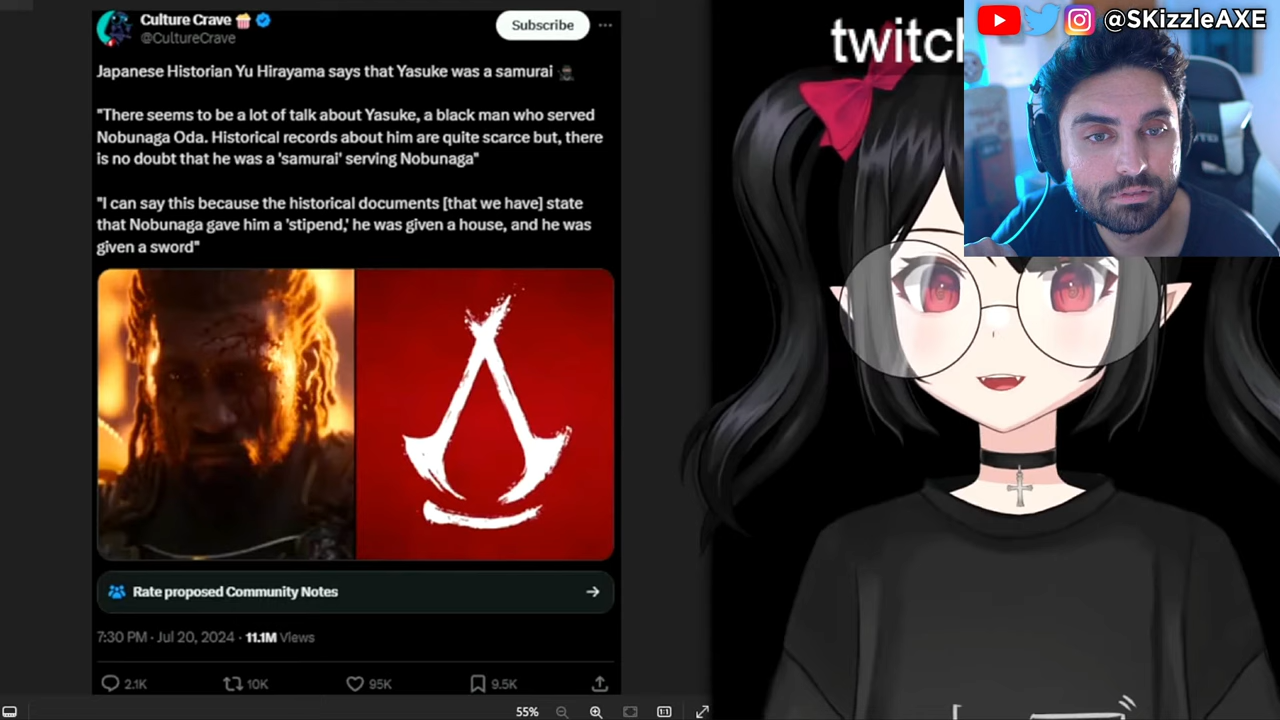 Culture Crave
@CultureCrave
Subscribe
Japanese Historian Yu Hirayama says that Yasuke was a samurai
"There seems to be a lot of talk about Yasuke, a black man who served
Nobunaga Oda. Historical records about him are quite scarce but, there
is no doubt that he was a 'samurai' serving Nobunaga"
"I can say this because the historical documents [that we have] state
that Nobunaga gave him a 'stipend,' he was given a house, and he was
given a sword"
Rate proposed Community Notes
7:30 PM · Jul 20, 2024 · 11.1M Views
2.1K
10K
95K
9.5K
55%
1:1
twitch
@SKizzleAXE